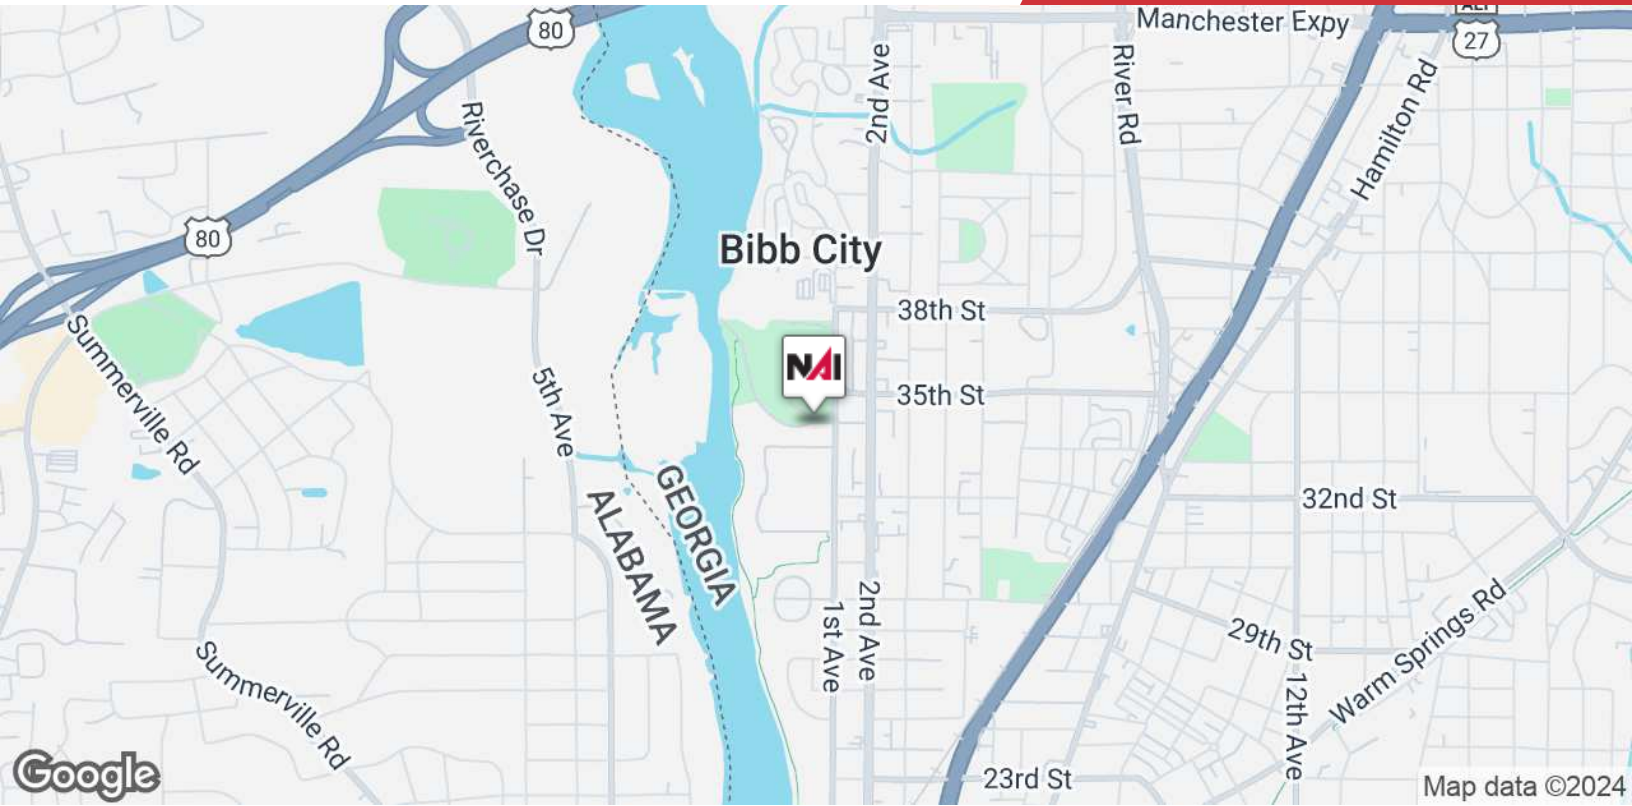 Manchester Expy
ALT
27
80
2nd Ave
River Rd
Hamilton Rd
Riverchase Dr
80
Bibb City
38th St
Summerville Rd
NAI
35th St
5th Ave
GEORGIA
ALABAMA
32nd St
2nd Ave
1st Ave
29th St
Warm Springs Rd
Summerville Rd
12th Ave
23rd St
Google
Map data ©2024